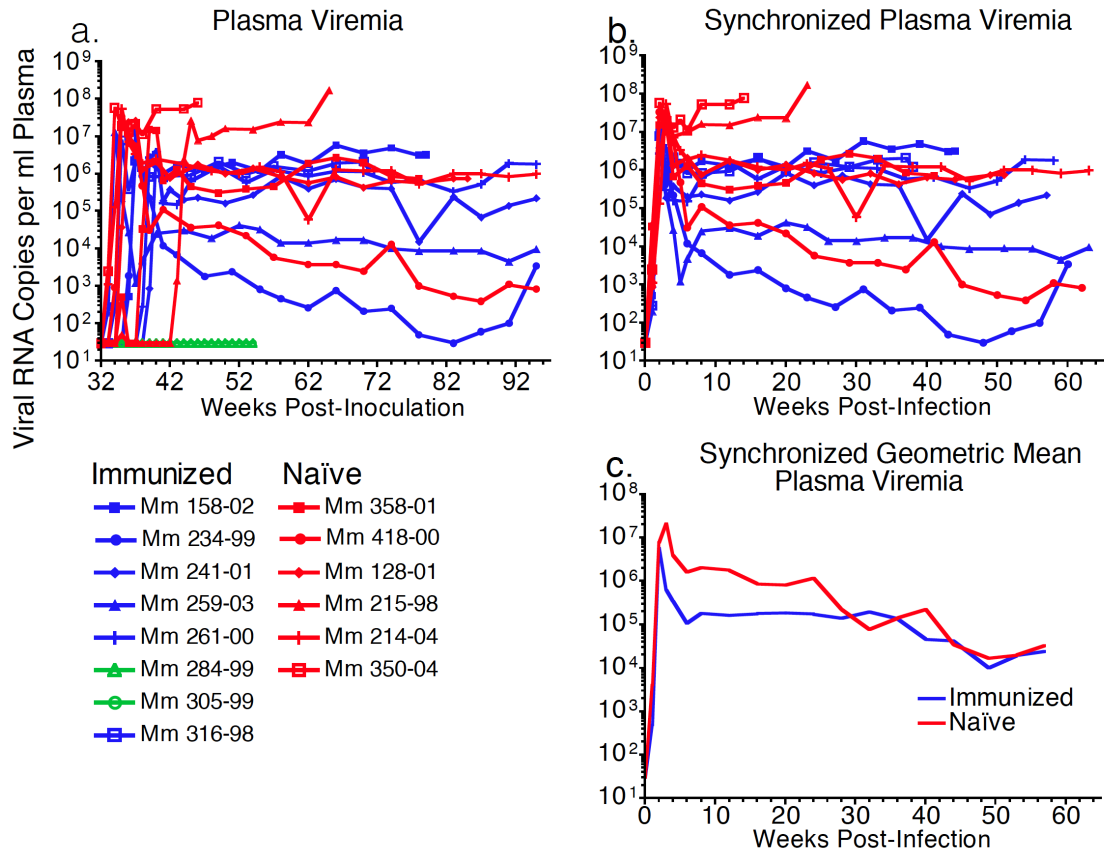 a.
Plasma Viremia
Viral RNA Copies per ml Plasma
10⁹
10⁸
10⁷
10⁶
10⁵
10⁴
10³
10²
10¹
32 42 52 62 72 82 92
Weeks Post-Inoculation
b.
Synchronized Plasma Viremia
10⁹
10⁸
10⁷
10⁶
10⁵
10⁴
10³
10²
10¹
0 10 20 30 40 50 60
Weeks Post-Infection
Immunized
Mm 158-02
Mm 234-99
Mm 241-01
Mm 259-03
Mm 261-00
Mm 284-99
Mm 305-99
Mm 316-98
Naïve
Mm 358-01
Mm 418-00
Mm 128-01
Mm 215-98
Mm 214-04
Mm 350-04
c.
Synchronized Geometric Mean
Plasma Viremia
10⁸
10⁷
10⁶
10⁵
10⁴
10³
10²
10¹
Immunized
Naïve
0 10 20 30 40 50 60
Weeks Post-Infection